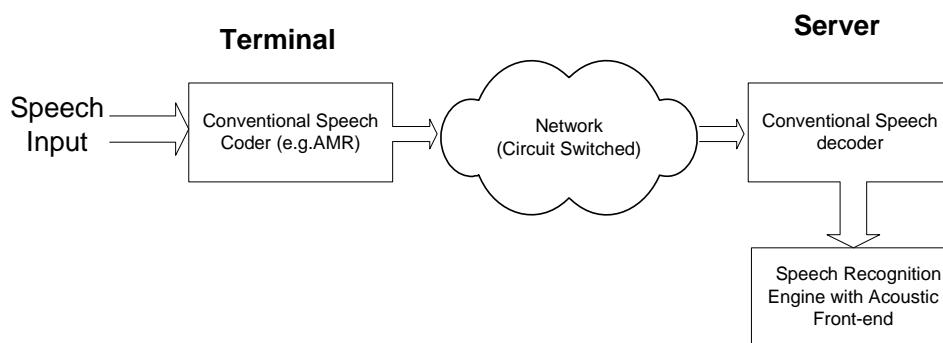 Terminal
Server
Speech
Input
Conventional Speech
Coder (e.g.AMR)
Network
(Circuit Switched)
Conventional Speech
decoder
Speech Recognition
Engine with Acoustic
Front-end